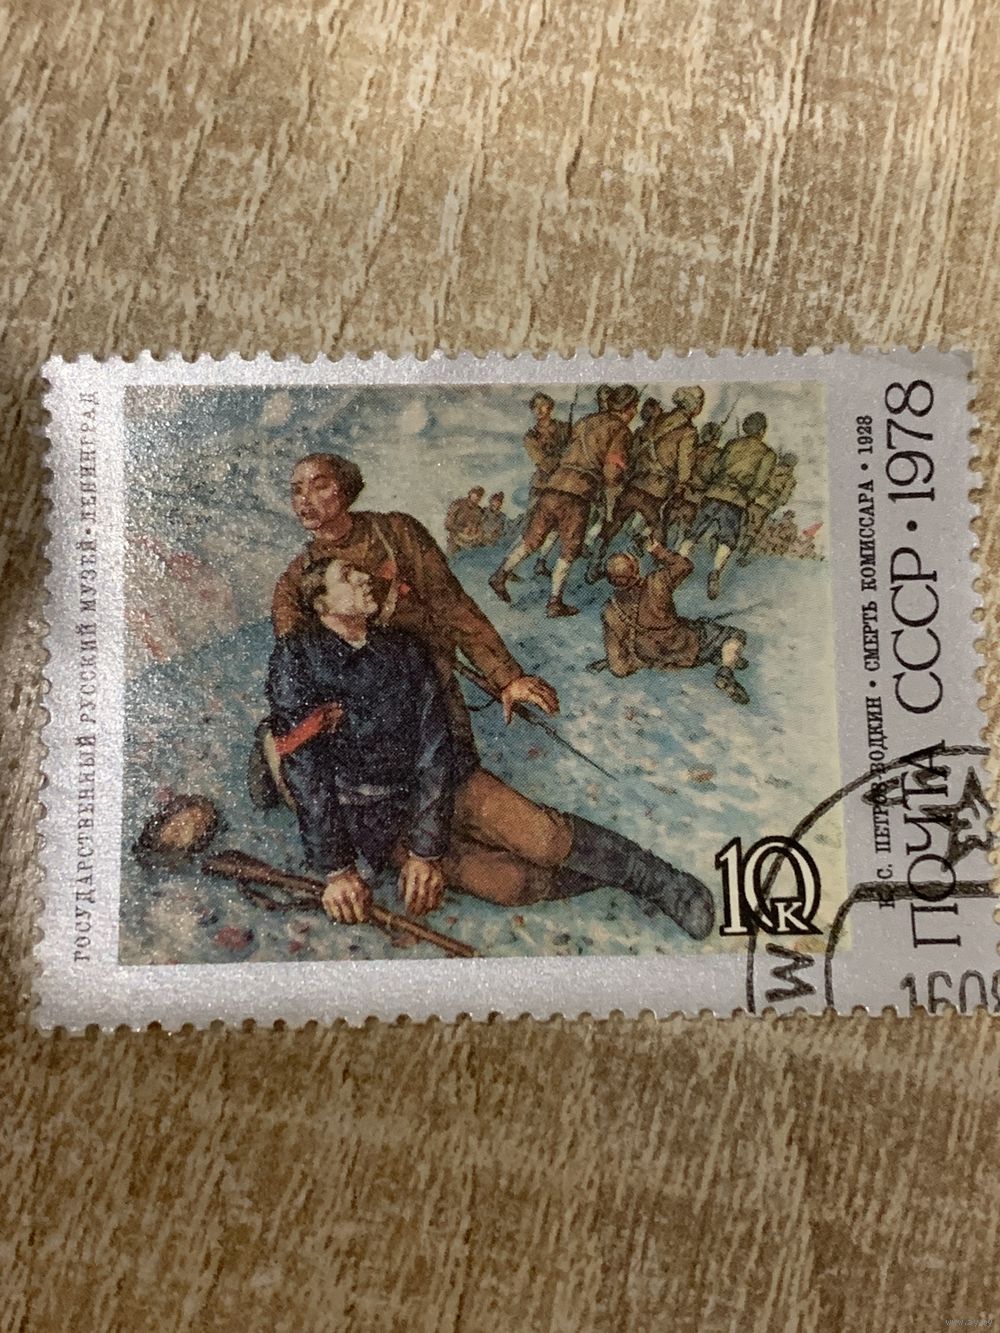 ГОСУДАРСТВЕННЫЙ РУССКИЙ МУЗЕЙ • ЛЕНИНГРАД
10к
К. С. ПЕТРОВ-ВОДКИН • СМЕРТЬ КОМИССАРА • 1928
ПОЧТА СССР • 1978
М